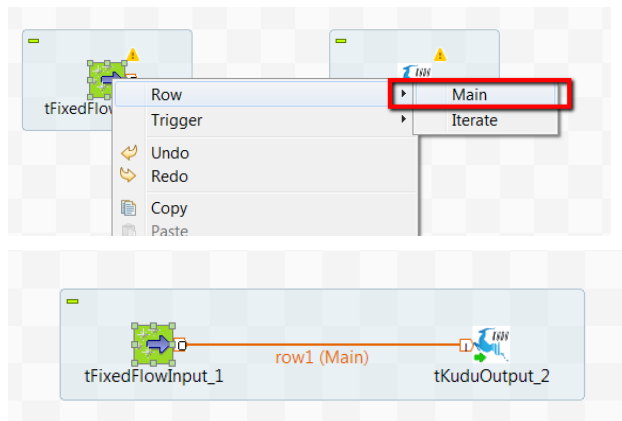 Row
Main
tFixedFlow
Trigger
Iterate
Undo
Redo
Copy
Paste
row1 (Main)
tFixedFlowInput_1
tKuduOutput_2